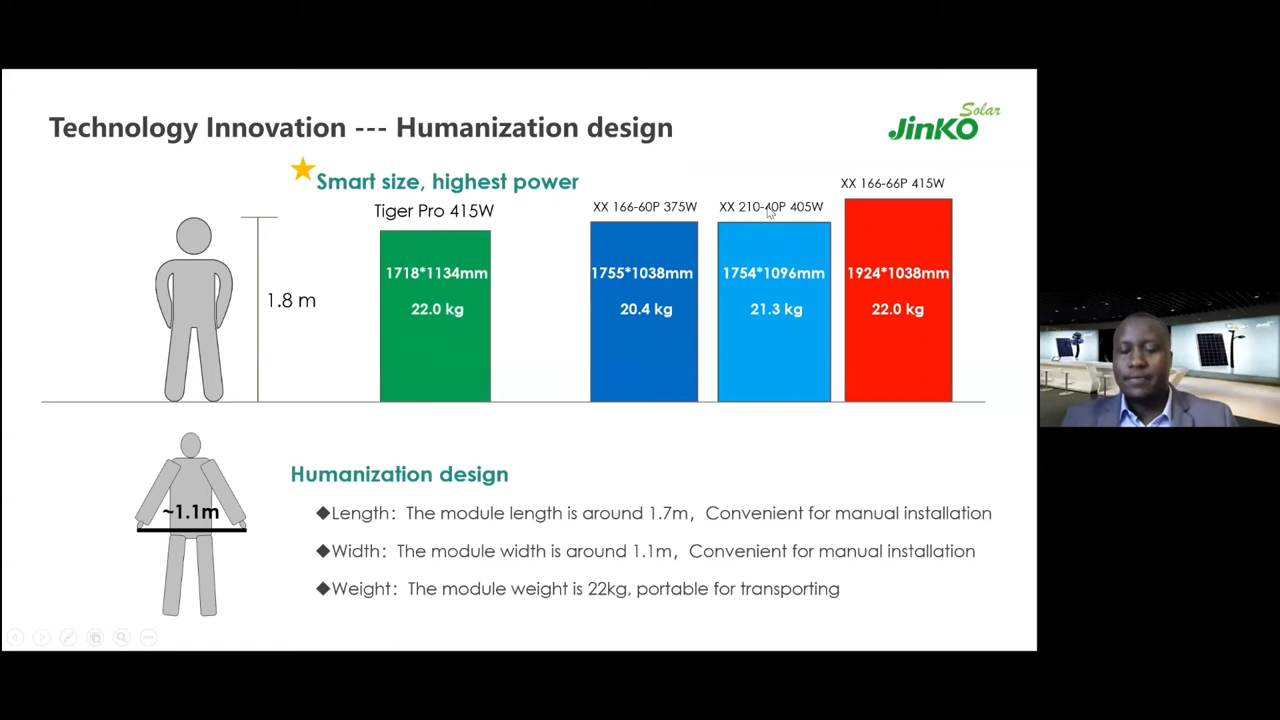 Technology Innovation --- Humanization design
Solar
JinKO
Smart size, highest power
Tiger Pro 415W
XX 166-60P 375W
XX 210-40P 405W
XX 166-66P 415W
1718*1134mm
1755*1038mm
1754*1096mm
1924*1038mm
22.0 kg
20.4 kg
21.3 kg
22.0 kg
1.8 m
~1.1m
Humanization design
◆Length：The module length is around 1.7m，Convenient for manual installation
◆Width：The module width is around 1.1m，Convenient for manual installation
◆Weight：The module weight is 22kg, portable for transporting